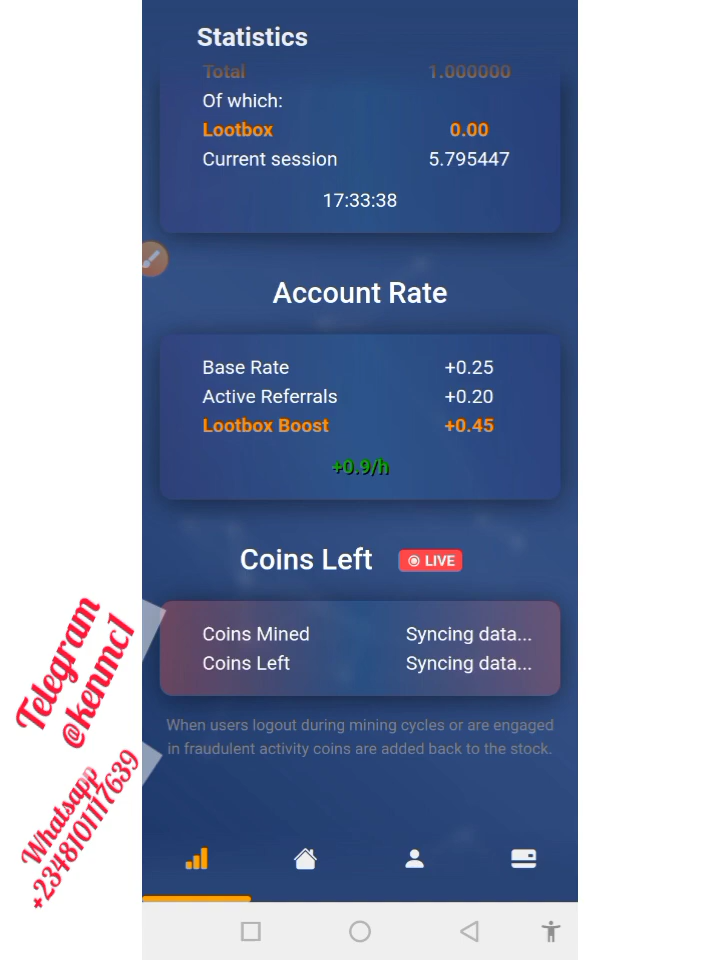 Statistics
Total 1.000000
Of which:
Lootbox 0.00
Current session 5.795447
17:33:38
Account Rate
Base Rate +0.25
Active Referrals +0.20
Lootbox Boost +0.45
+0.9/h
Coins Left LIVE
Coins Mined Syncing data...
Coins Left Syncing data...
When users logout during mining cycles or are engaged
in fraudulent activity coins are added back to the stock.
Telegram
@kenmcl
Whatsapp
+2348101117639